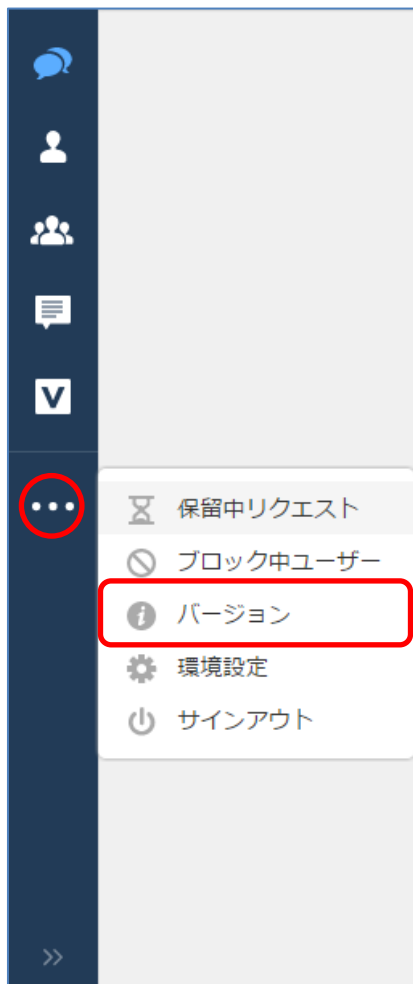 V
保留中リクエスト
ブロック中ユーザー
バージョン
環境設定
サインアウト